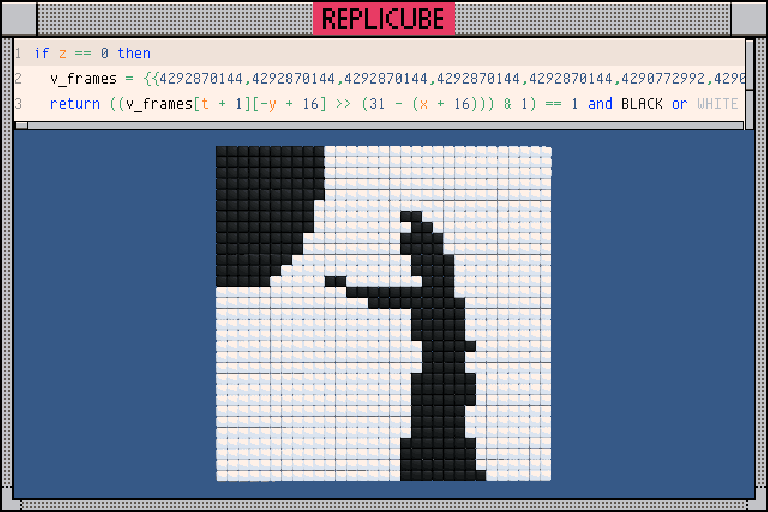 REPLICUBE
1 if z == 0 then
2 v_frames = {{4292870144,4292870144,4292870144,4292870144,4292870144,4290772992,4290
3 return ((v_frames[t + 1][-y + 16] >> (31 - (x + 16))) & 1) == 1 and BLACK or WHITE